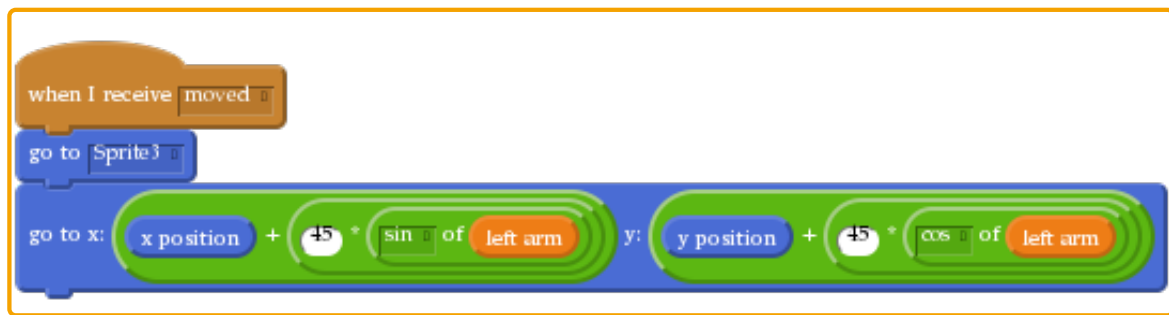 when I receive moved
go to Sprite3
go to x: x position + 45 * sin of left arm y: y position + 45 * cos of left arm